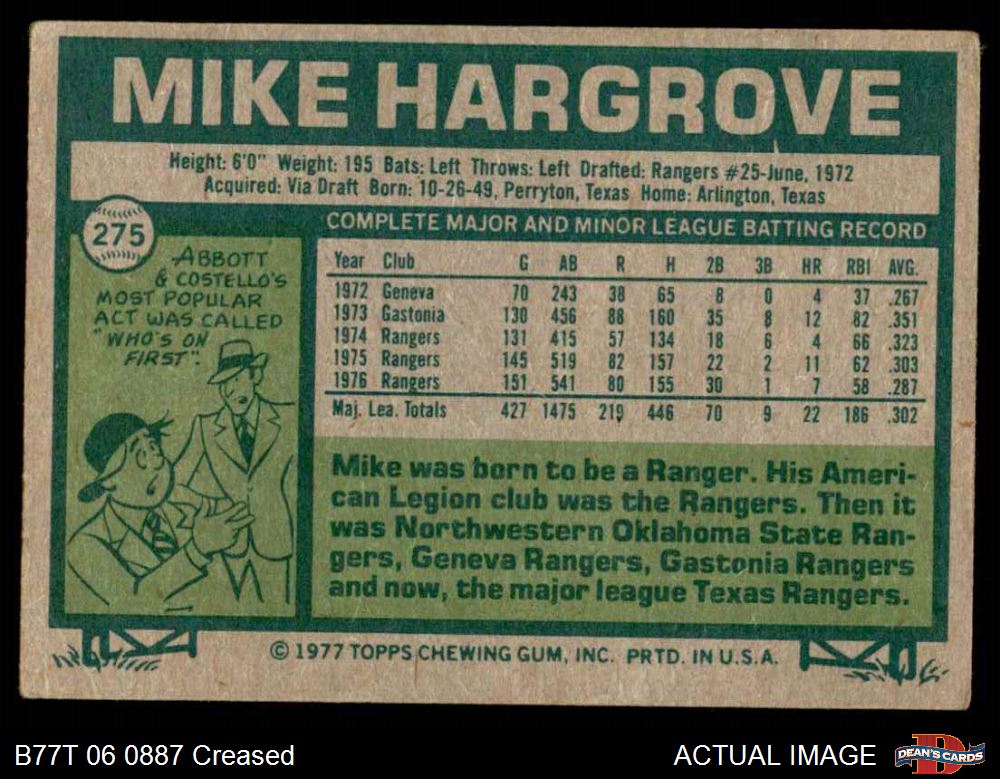 MIKE HARGROVE
Height: 6'0" Weight: 195 Bats: Left Throws: Left Drafted: Rangers #25-June, 1972
Acquired: Via Draft Born: 10-26-49, Perryton, Texas Home: Arlington, Texas
275
ABBOTT
& COSTELLO'S
MOST POPULAR
ACT WAS CALLED
"WHO'S ON
FIRST".
COMPLETE MAJOR AND MINOR LEAGUE BATTING RECORD
Year Club G AB R H 2B 3B HR RBI AVG.
1972 Geneva 70 243 38 65 8 0 4 37 .267
1973 Gastonia 130 456 88 160 35 8 12 82 .351
1974 Rangers 131 415 57 134 18 6 4 66 .323
1975 Rangers 145 519 82 157 22 2 11 62 .303
1976 Rangers 151 541 80 155 30 1 7 58 .287
Maj. Lea. Totals 427 1475 219 446 70 9 22 186 .302
Mike was born to be a Ranger. His Ameri-
can Legion club was the Rangers. Then it
was Northwestern Oklahoma State Ran-
gers, Geneva Rangers, Gastonia Rangers
and now, the major league Texas Rangers.
© 1977 TOPPS CHEWING GUM, INC. PRTD. IN U.S.A.
B77T 06 0887 Creased
ACTUAL IMAGE
DEAN'S CARDS